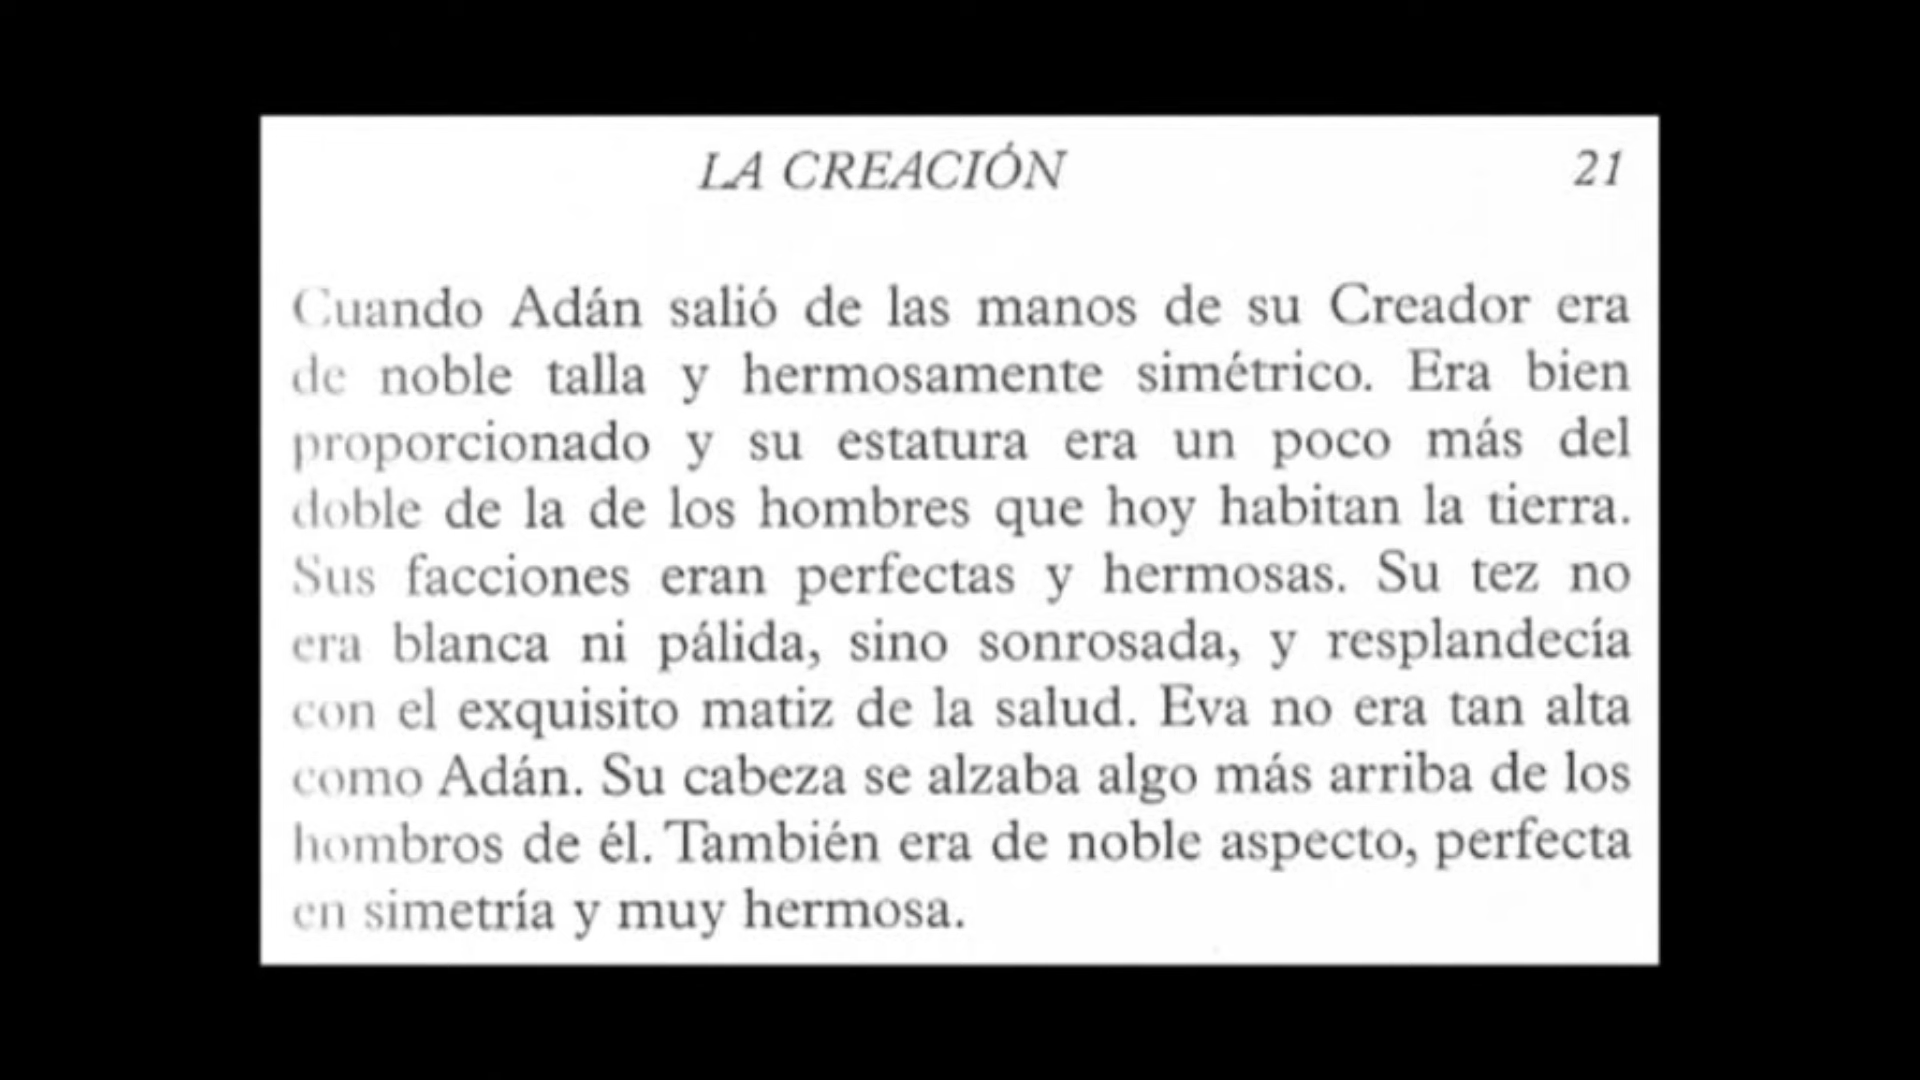 LA CREACIÓN 21
Cuando Adán salió de las manos de su Creador era
de noble talla y hermosamente simétrico. Era bien
proporcionado y su estatura era un poco más del
doble de la de los hombres que hoy habitan la tierra.
Sus facciones eran perfectas y hermosas. Su tez no
era blanca ni pálida, sino sonrosada, y resplandecía
con el exquisito matiz de la salud. Eva no era tan alta
como Adán. Su cabeza se alzaba algo más arriba de los
hombros de él. También era de noble aspecto, perfecta
en simetría y muy hermosa.